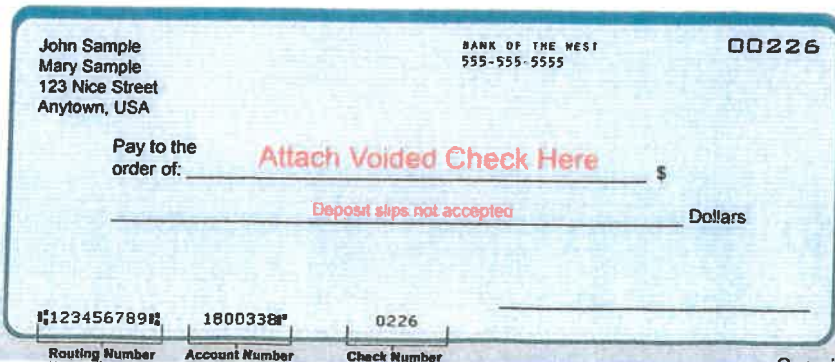 John Sample
Mary Sample
123 Nice Street
Anytown, USA
BANK OF THE WEST
555-555-5555
00226
Pay to the
order of:
Attach Voided Check Here
$
Deposit slips not accepted
Dollars
⑆123456789⑆ 1800338⑈ 0226
Routing Number Account Number Check Number